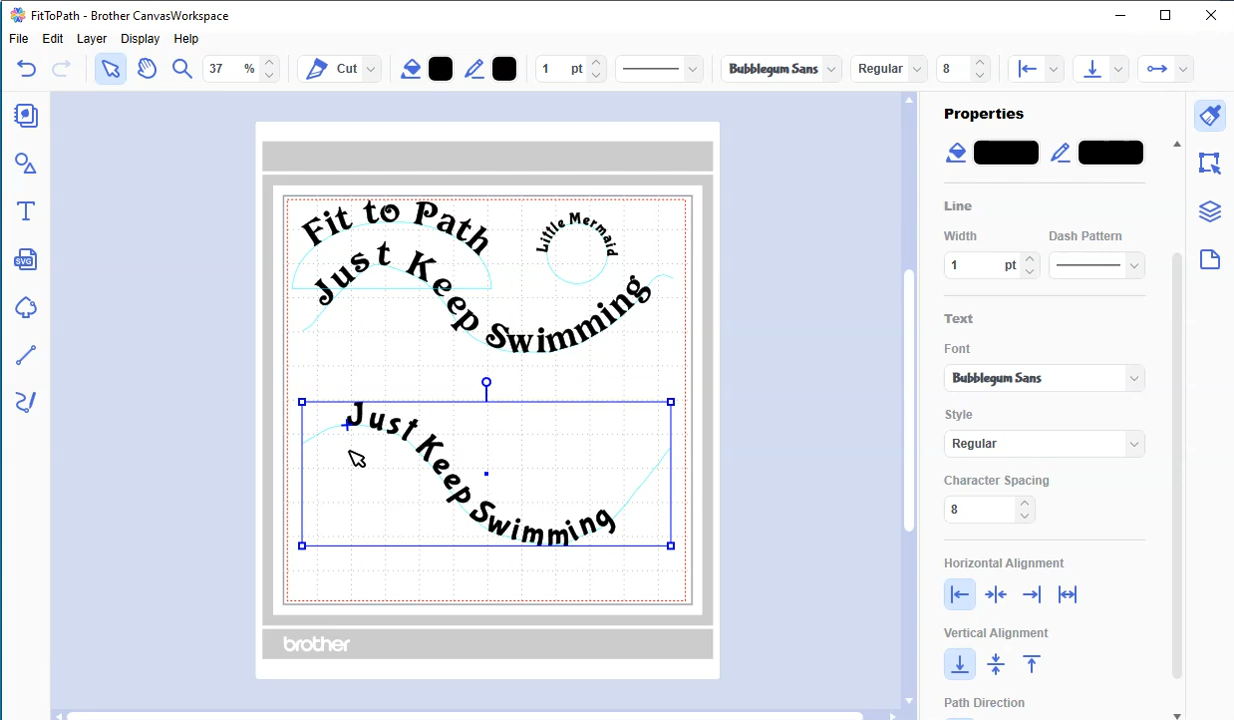 FitToPath - Brother CanvasWorkspace
File Edit Layer Display Help
37 % Cut 1 pt Bubblegum Sans Regular 8
Properties
Line
Width Dash Pattern
1 pt
Text
Font
Bubblegum Sans
Style
Regular
Character Spacing
8
Horizontal Alignment
Vertical Alignment
Path Direction
T
SVG
Fit to Path
Little Mermaid
Just Keep Swimming
Just Keep Swimming
brother